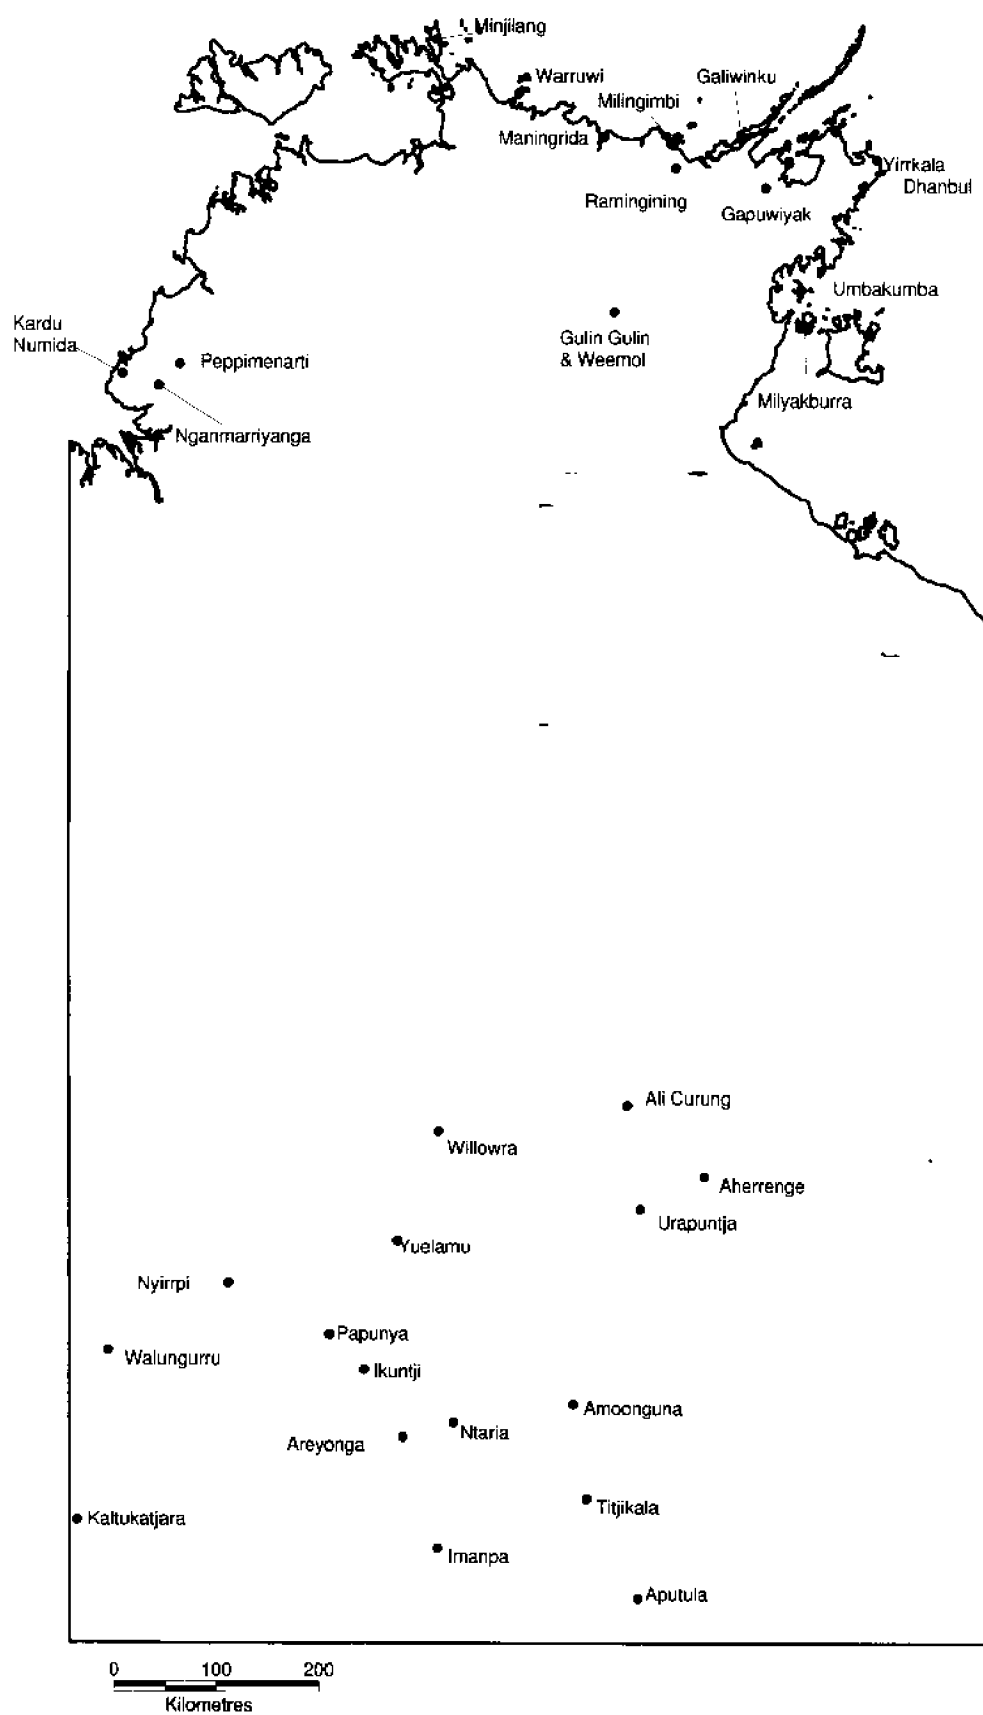 Minjilang
Warruwi
Galiwinku
Milingimbi
Maningrida
Yirrkala
Dhanbul
Ramingining
Gapuwiyak
Umbakumba
Kardu
Numida
Gulin Gulin
& Weemol
Peppimenarti
Milyakburra
Nganmarriyanga
Ali Curung
Willowra
Aherrenge
Urapuntja
Yuelamu
Nyirrpi
Papunya
Walungurru
Ikuntji
Amoonguna
Ntaria
Areyonga
Titjikala
Kaltukatjara
Imanpa
Aputula
0 100 200
Kilometres